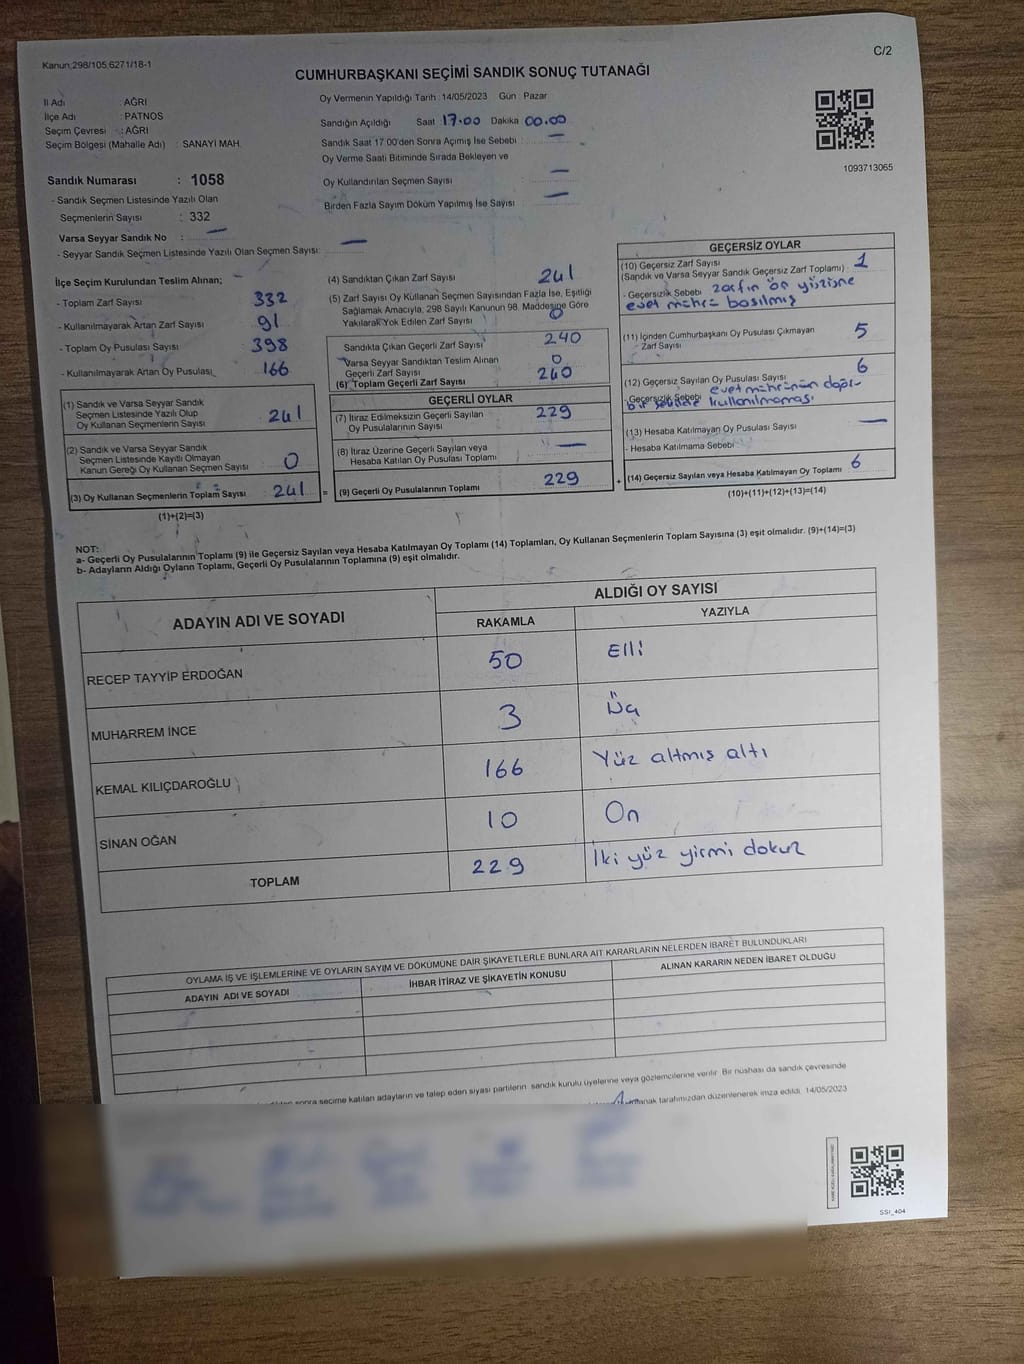 Kanun:298/105,6271/18-1
C/2
CUMHURBAŞKANI SEÇİMİ SANDIK SONUÇ TUTANAĞI
İl Adı : AĞRI
İlçe Adı : PATNOS
Seçim Çevresi : AĞRI
Seçim Bölgesi (Mahalle Adı) : SANAYİ MAH.
Oy Vermenin Yapıldığı Tarih :14/05/2023 Gün Pazar
Sandığın Açıldığı Saat 17.00 Dakika 00.00
Sandık Saat 17.00'den Sonra Açımış İse Sebebi : —
Oy Verme Saati Bitiminde Sırada Bekleyen ve
Oy Kullandırılan Seçmen Sayısı : —
Birden Fazla Sayım Döküm Yapılmış İse Sayısı : —
1093713065
Sandık Numarası : 1058
- Sandık Seçmen Listesinde Yazılı Olan
Seçmenlerin Sayısı : 332
Varsa Seyyar Sandık No : —
- Seyyar Sandık Seçmen Listesinde Yazılı Olan Seçmen Sayısı: —
İlçe Seçim Kurulundan Teslim Alınan;
- Toplam Zarf Sayısı 332
- Kullanılmayarak Artan Zarf Sayısı 91
- Toplam Oy Pusulası Sayısı 398
- Kullanılmayarak Artan Oy Pusulası 166
(1) Sandık ve Varsa Seyyar Sandık
Seçmen Listesinde Yazılı Olup
Oy Kullanan Seçmenlerin Sayısı 241
(2) Sandık ve Varsa Seyyar Sandık
Seçmen Listesinde Kayıtlı Olmayan
Kanun Gereği Oy Kullanan Seçmen Sayısı 0
(3) Oy Kullanan Seçmenlerin Toplam Sayısı 241 =
(1)+(2)=(3)
(4) Sandıktan Çıkan Zarf Sayısı 241
(5) Zarf Sayısı Oy Kullanan Seçmen Sayısından Fazla İse, Eşitliği
Sağlamak Amacıyla, 298 Sayılı Kanunun 98. Maddesine Göre
Yakılarak Yok Edilen Zarf Sayısı 0
Sandıkta Çıkan Geçerli Zarf Sayısı 240
Varsa Seyyar Sandıktan Teslim Alınan
Geçerli Zarf Sayısı 0
(6) Toplam Geçerli Zarf Sayısı 240
GEÇERLİ OYLAR
(7) İtiraz Edilmeksizin Geçerli Sayılan
Oy Pusulalarının Sayısı 229
(8) İtiraz Üzerine Geçerli Sayılan veya
Hesaba Katılan Oy Pusulası Toplamı —
(9) Geçerli Oy Pusulalarının Toplamı 229 +
GEÇERSİZ OYLAR
(10) Geçersiz Zarf Sayısı
(Sandık ve Varsa Seyyar Sandık Geçersiz Zarf Toplamı) 1
- Geçersizlik Sebebi zarfın ön yüzüne
evet mührü basılmış
(11) İçinden Cumhurbaşkanı Oy Pusulası Çıkmayan
Zarf Sayısı 5
(12) Geçersiz Sayılan Oy Pusulası Sayısı 6
- Geçersizlik Sebebi evet mührünün doğru
bir şekilde kullanılmaması
(13) Hesaba Katılmayan Oy Pusulası Sayısı —
- Hesaba Katılmama Sebebi
(14) Geçersiz Sayılan veya Hesaba Katılmayan Oy Toplamı 6
(10)+(11)+(12)+(13)=(14)
NOT:
a- Geçerli Oy Pusulalarının Toplamı (9) ile Geçersiz Sayılan veya Hesaba Katılmayan Oy Toplamı (14) Toplamları, Oy Kullanan Seçmenlerin Toplam Sayısına (3) eşit olmalıdır. (9)+(14)=(3)
b- Adayların Aldığı Oyların Toplamı, Geçerli Oy Pusulalarının Toplamına (9) eşit olmalıdır.
ADAYIN ADI VE SOYADI
ALDIĞI OY SAYISI
RAKAMLA YAZIYLA
RECEP TAYYİP ERDOĞAN 50 Elli
MUHARREM İNCE 3 Üç
KEMAL KILIÇDAROĞLU 166 Yüz altmış altı
SİNAN OĞAN 10 On
TOPLAM 229 İki yüz yirmi dokuz
OYLAMA İŞ VE İŞLEMLERİNE VE OYLARIN SAYIM VE DÖKÜMÜNE DAİR ŞİKAYETLERLE BUNLARA AİT KARARLARIN NELERDEN İBARET BULUNDUKLARI
ADAYIN ADI VE SOYADI İHBAR İTİRAZ VE ŞİKAYETİN KONUSU ALINAN KARARIN NEDEN İBARET OLDUĞU
sonra seçime katılan adayların ve talep eden siyasi partilerin sandık kurulu üyelerine veya gözlemcilerine verilir. Bir nüshası da sandık çevresinde
tarafımızdan düzenlenerek imza edildi. 14/05/2023
SSI_404